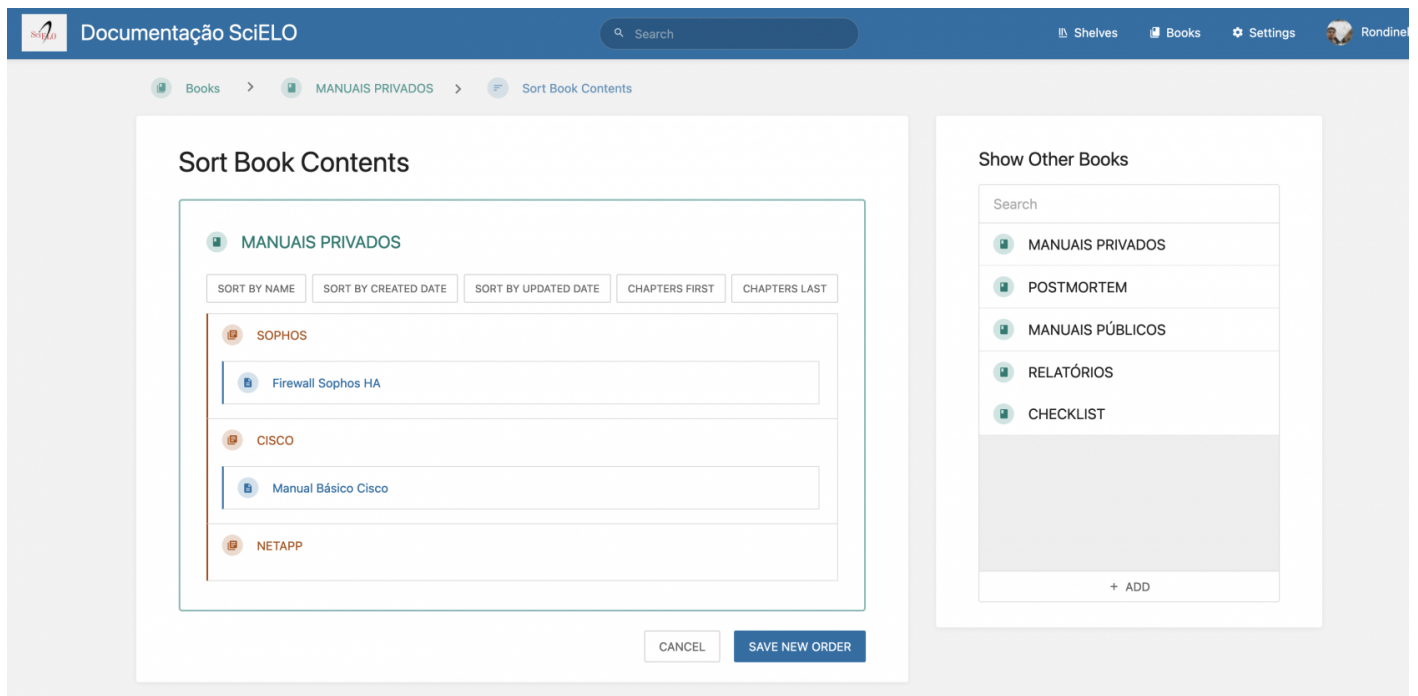 SciELO Documentação SciELO Search Shelves Books Settings Rondinel
Books > MANUAIS PRIVADOS > Sort Book Contents
Sort Book Contents
MANUAIS PRIVADOS
SORT BY NAME SORT BY CREATED DATE SORT BY UPDATED DATE CHAPTERS FIRST CHAPTERS LAST
SOPHOS
Firewall Sophos HA
CISCO
Manual Básico Cisco
NETAPP
CANCEL SAVE NEW ORDER
Show Other Books
Search
MANUAIS PRIVADOS
POSTMORTEM
MANUAIS PÚBLICOS
RELATÓRIOS
CHECKLIST
+ ADD